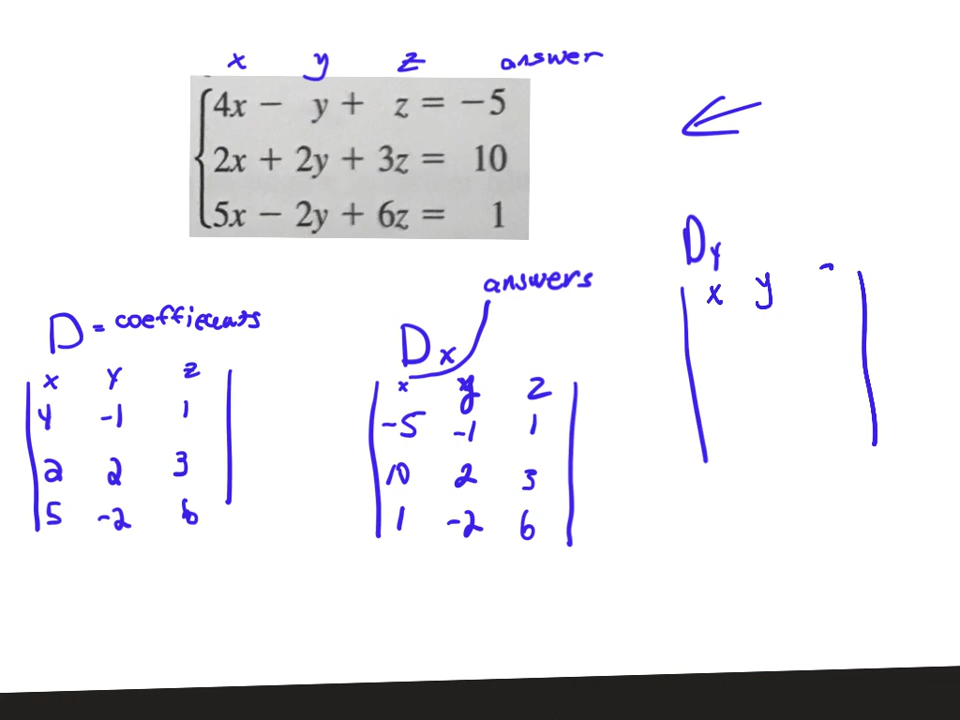 x y z answer
4x − y + z = −5
2x + 2y + 3z = 10
5x − 2y + 6z = 1
D = coefficients
x y z
4 -1 1
2 2 3
5 -2 6
answers
Dx
x y z
-5 -1 1
10 2 3
1 -2 6
Dy
x y